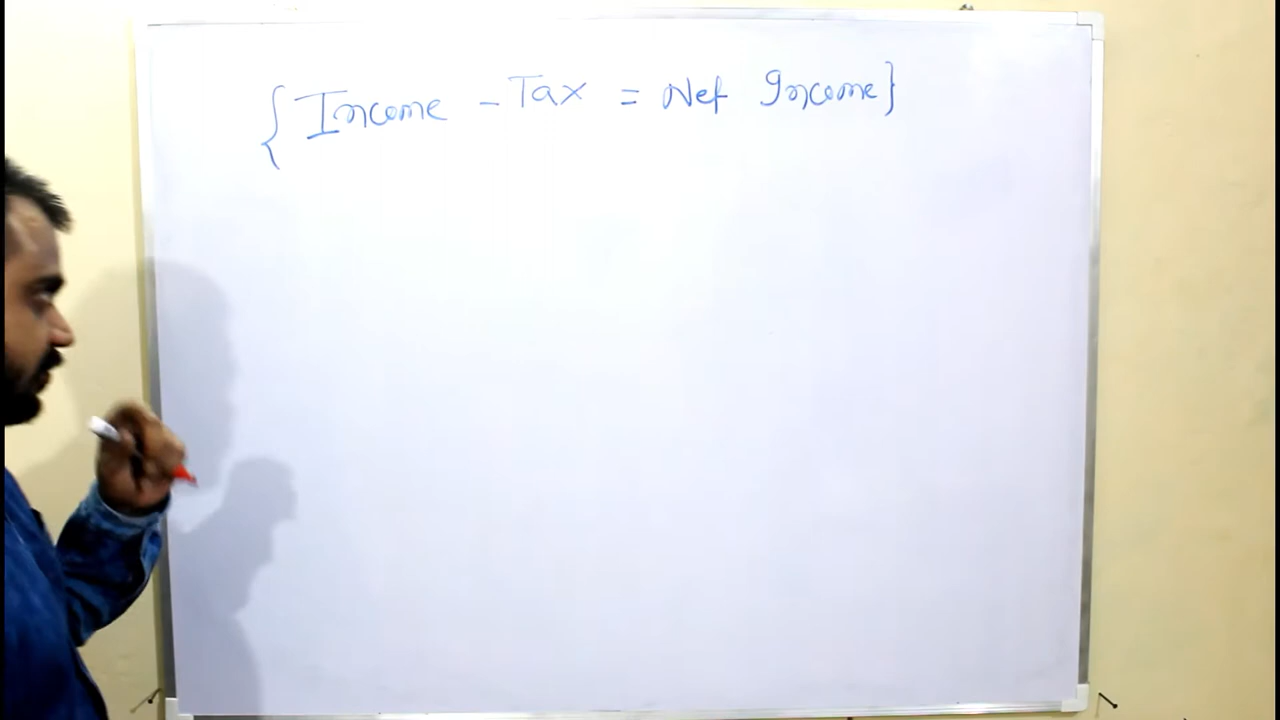 { Income - Tax = Net Income}